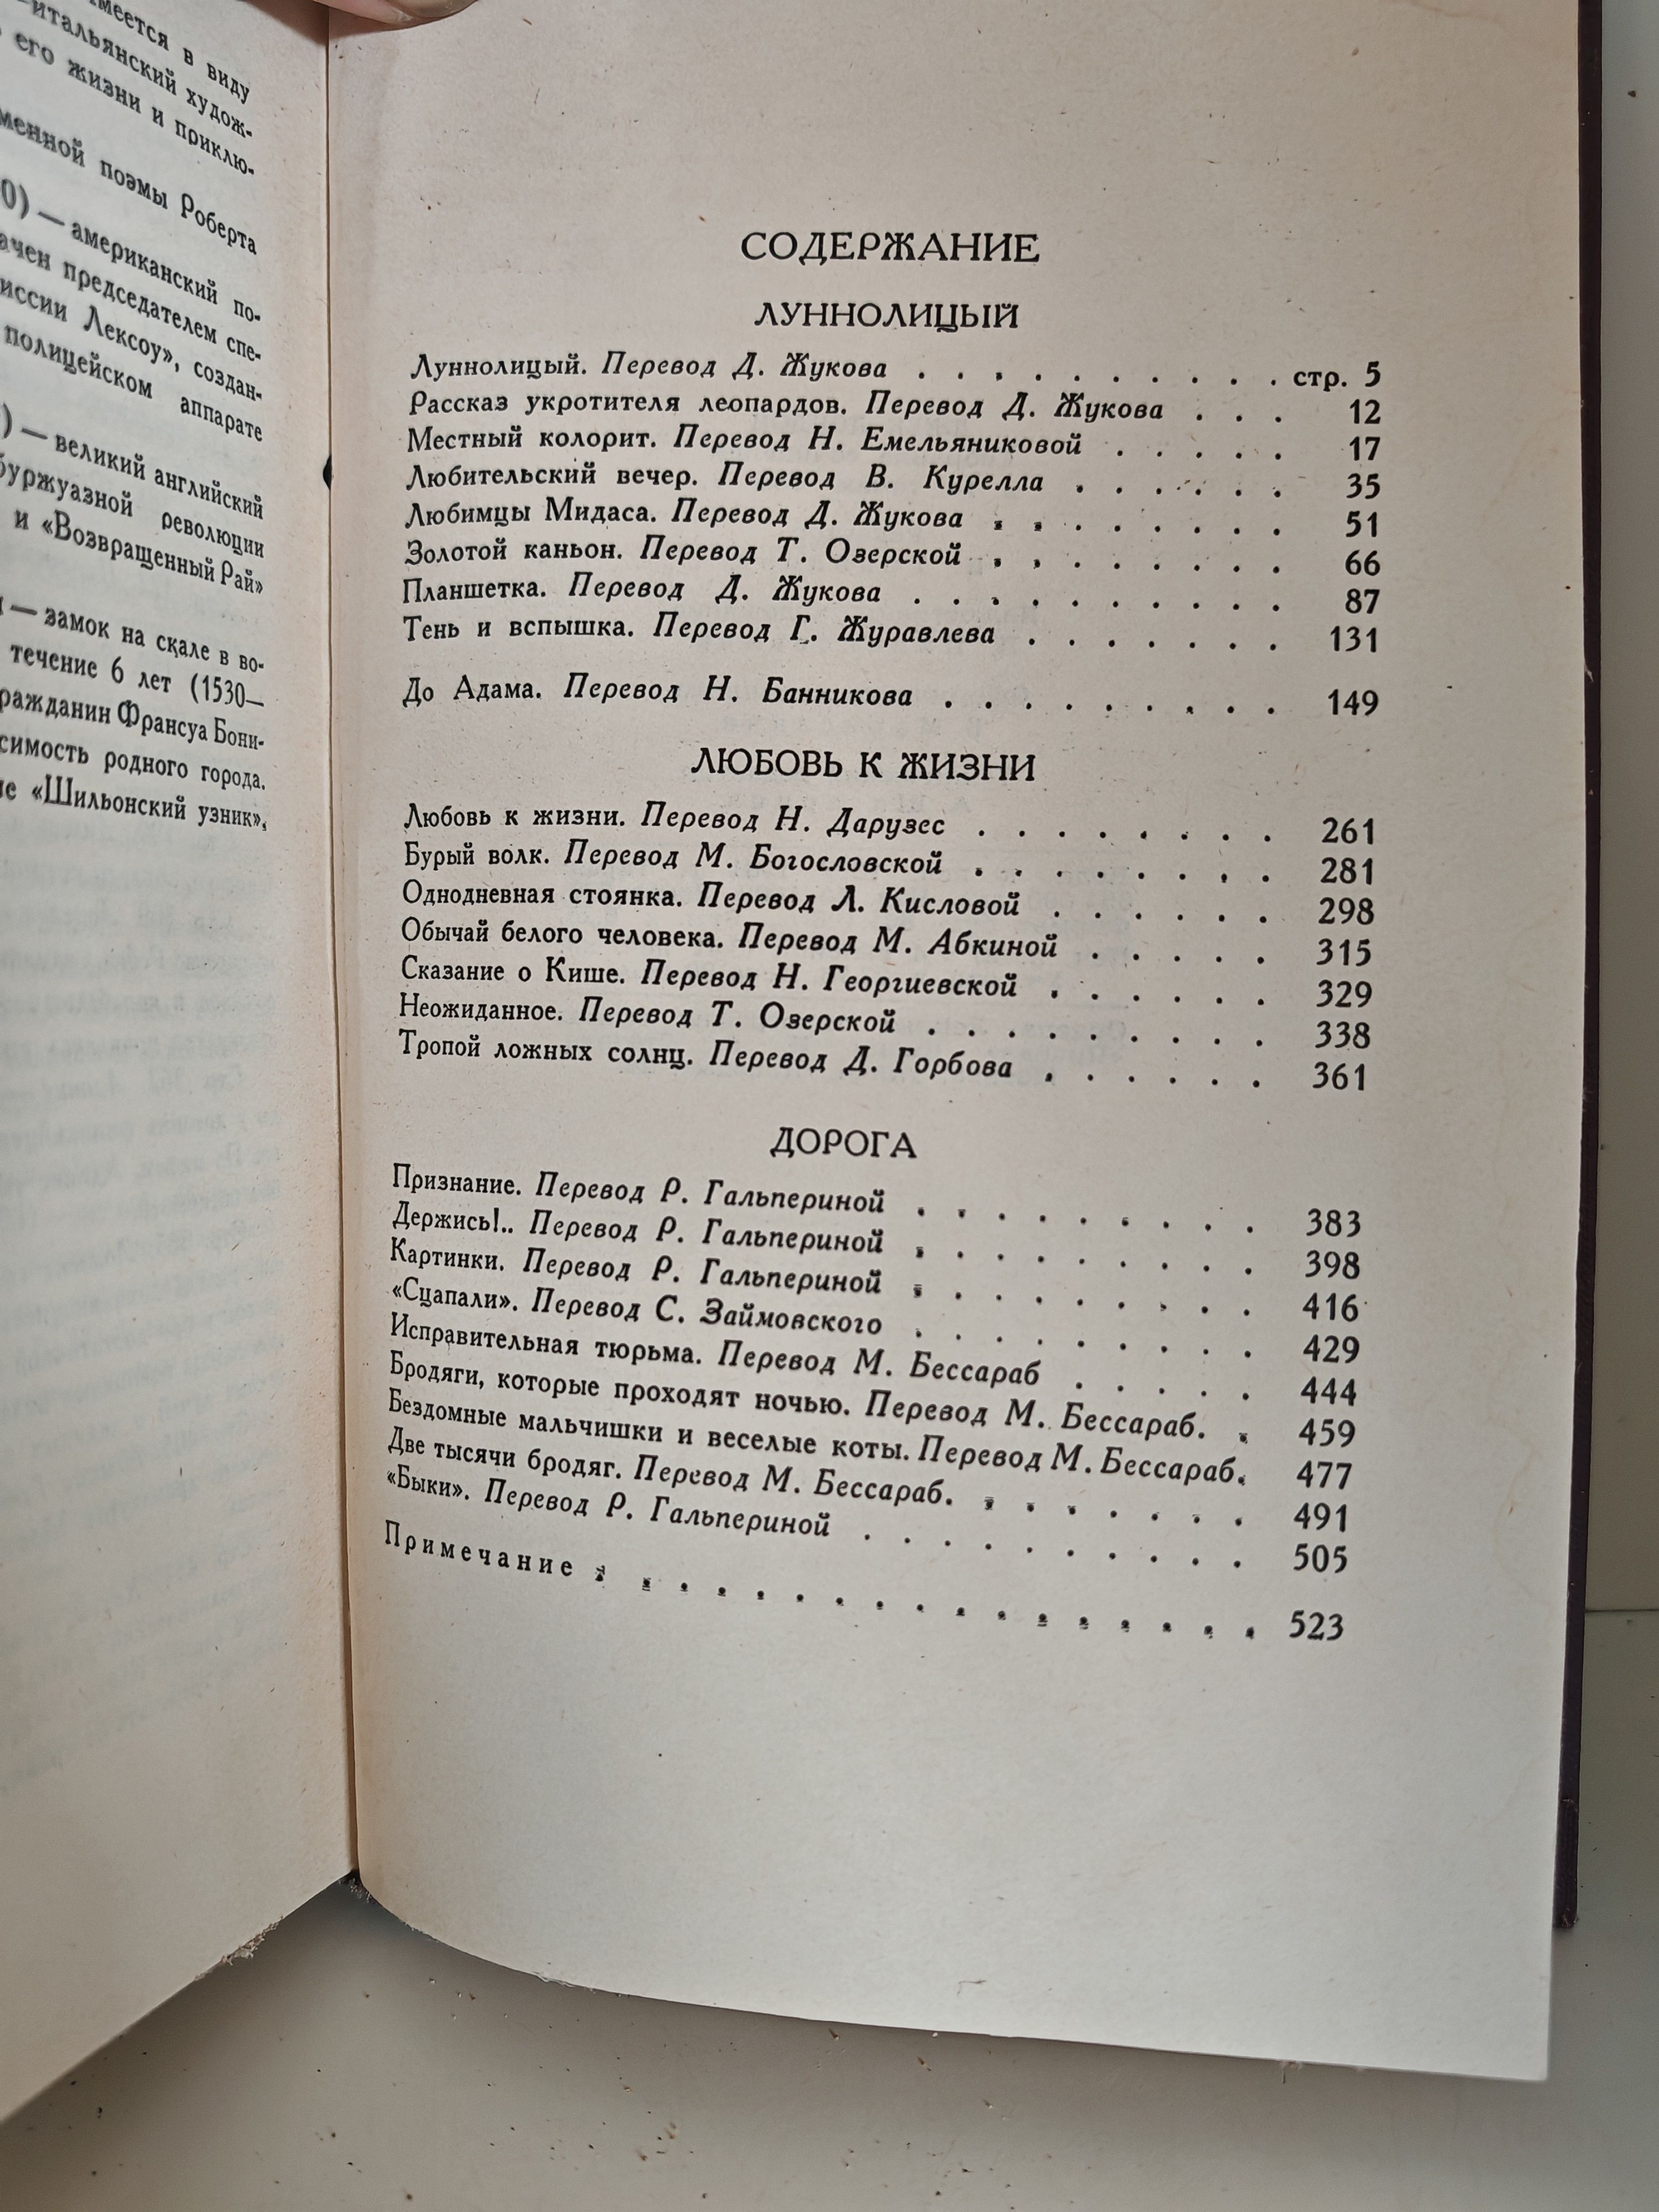 имеется в виду
итальянский худож-
его жизни и приклю-
поэмы Роберта
— американский по-
председателем спе-
Лексоу», создан-
полицейском аппарате
— великий английский
буржуазной революции
и «Возвращенный Рай»
— замок на скале в во-
течение 6 лет (1530—
Франсуа Бони-
родного города.
«Шильонский узник».
СОДЕРЖАНИЕ
ЛУННОЛИЦЫЙ
Луннолицый. Перевод Д. Жукова . . . . . . . . . . стр. 5
Рассказ укротителя леопардов. Перевод Д. Жукова . . . 12
Местный колорит. Перевод Н. Емельяниковой . . . . . 17
Любительский вечер. Перевод В. Курелла . . . . . . 35
Любимцы Мидаса. Перевод Д. Жукова . . . . . . . . 51
Золотой каньон. Перевод Т. Озерской . . . . . . . . 66
Планшетка. Перевод Д. Жукова . . . . . . . . . . 87
Тень и вспышка. Перевод Г. Журавлева . . . . . . . 131
До Адама. Перевод Н. Банникова . . . . . . . . . 149
ЛЮБОВЬ К ЖИЗНИ
Любовь к жизни. Перевод Н. Дарузес . . . . . . . . 261
Бурый волк. Перевод М. Богословской . . . . . . . . 281
Однодневная стоянка. Перевод Л. Кисловой . . . . . . 298
Обычай белого человека. Перевод М. Абкиной . . . . . 315
Сказание о Кише. Перевод Н. Георгиевской . . . . . . 329
Неожиданное. Перевод Т. Озерской . . . . . . . . . 338
Тропой ложных солнц. Перевод Д. Горбова . . . . . . 361
ДОРОГА
Признание. Перевод Р. Гальпериной . . . . . . . . . 383
Держись!.. Перевод Р. Гальпериной . . . . . . . . . 398
Картинки. Перевод Р. Гальпериной . . . . . . . . . 416
«Сцапали». Перевод С. Займовского . . . . . . . . . 429
Исправительная тюрьма. Перевод М. Бессараб . . . . . 444
Бродяги, которые проходят ночью. Перевод М. Бессараб. . 459
Бездомные мальчишки и веселые коты. Перевод М. Бессараб. 477
Две тысячи бродяг. Перевод М. Бессараб. . . . . . . . 491
«Быки». Перевод Р. Гальпериной . . . . . . . . . . 505
Примечание . . . . . . . . . . . . . . . . . 523